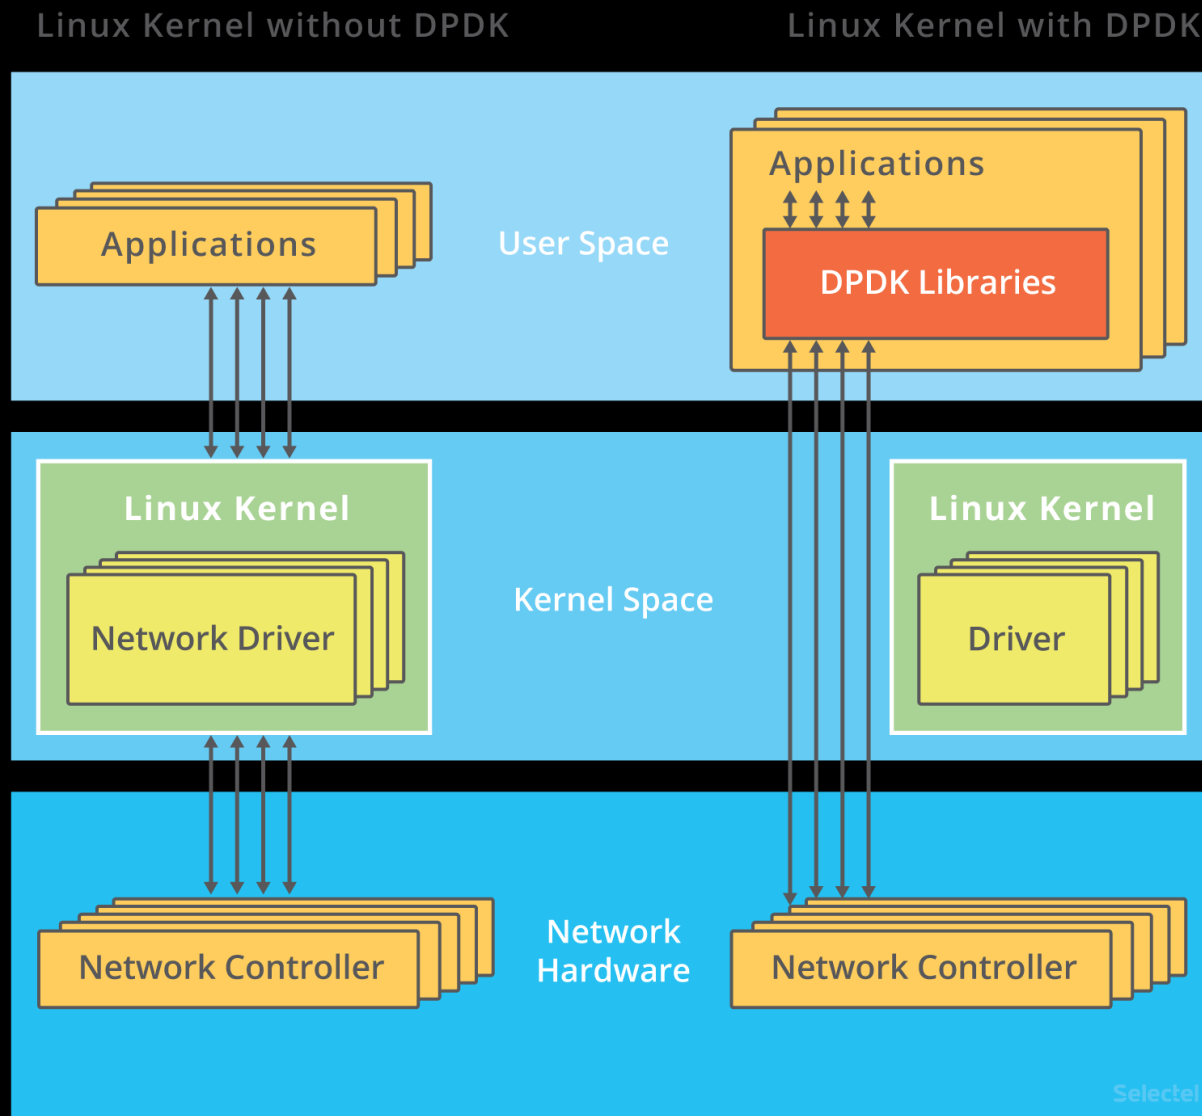 Linux Kernel without DPDK
Linux Kernel with DPDK
Applications
User Space
Applications
DPDK Libraries
Linux Kernel
Network Driver
Kernel Space
Linux Kernel
Driver
Network Controller
Network
Hardware
Network Controller
Selectel